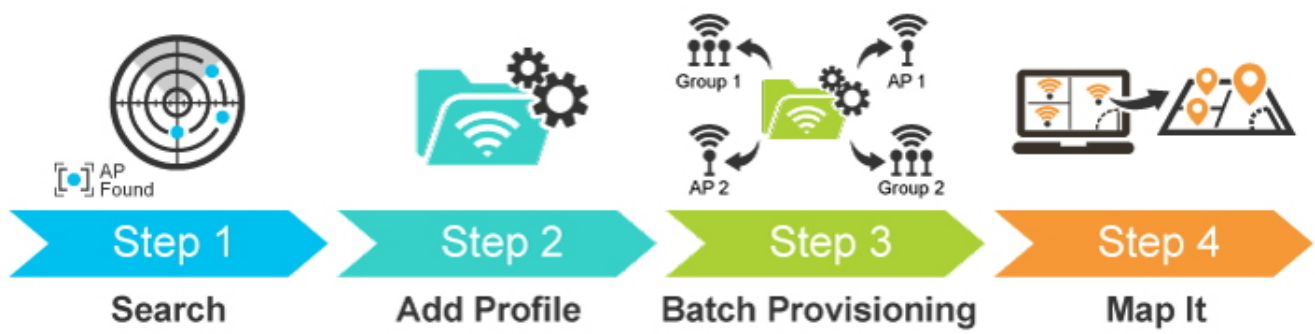 Group 1
AP 1
AP
Found
AP 2
Group 2
Step 1
Step 2
Step 3
Step 4
Search
Add Profile
Batch Provisioning
Map It